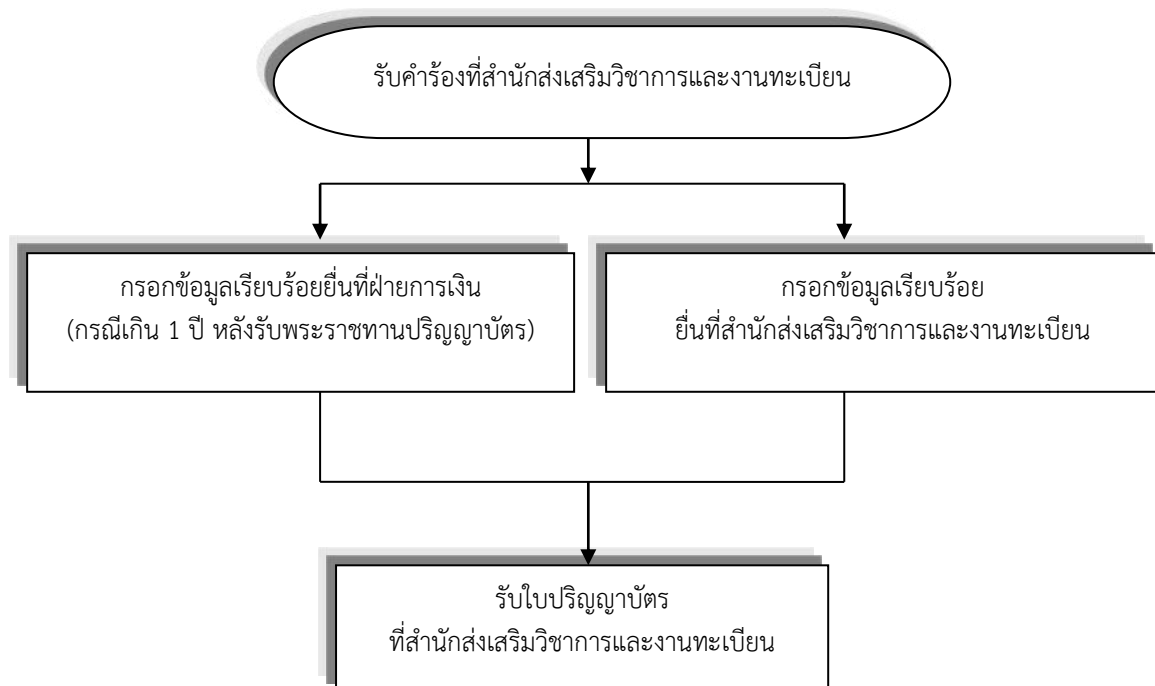 รับคำร้องที่สำนักส่งเสริมวิชาการและงานทะเบียน
กรอกข้อมูลเรียบร้อยยื่นที่ฝ่ายการเงิน
(กรณีเกิน 1 ปี หลังรับพระราชทานปริญญาบัตร)
กรอกข้อมูลเรียบร้อย
ยื่นที่สำนักส่งเสริมวิชาการและงานทะเบียน
รับใบปริญญาบัตร
ที่สำนักส่งเสริมวิชาการและงานทะเบียน